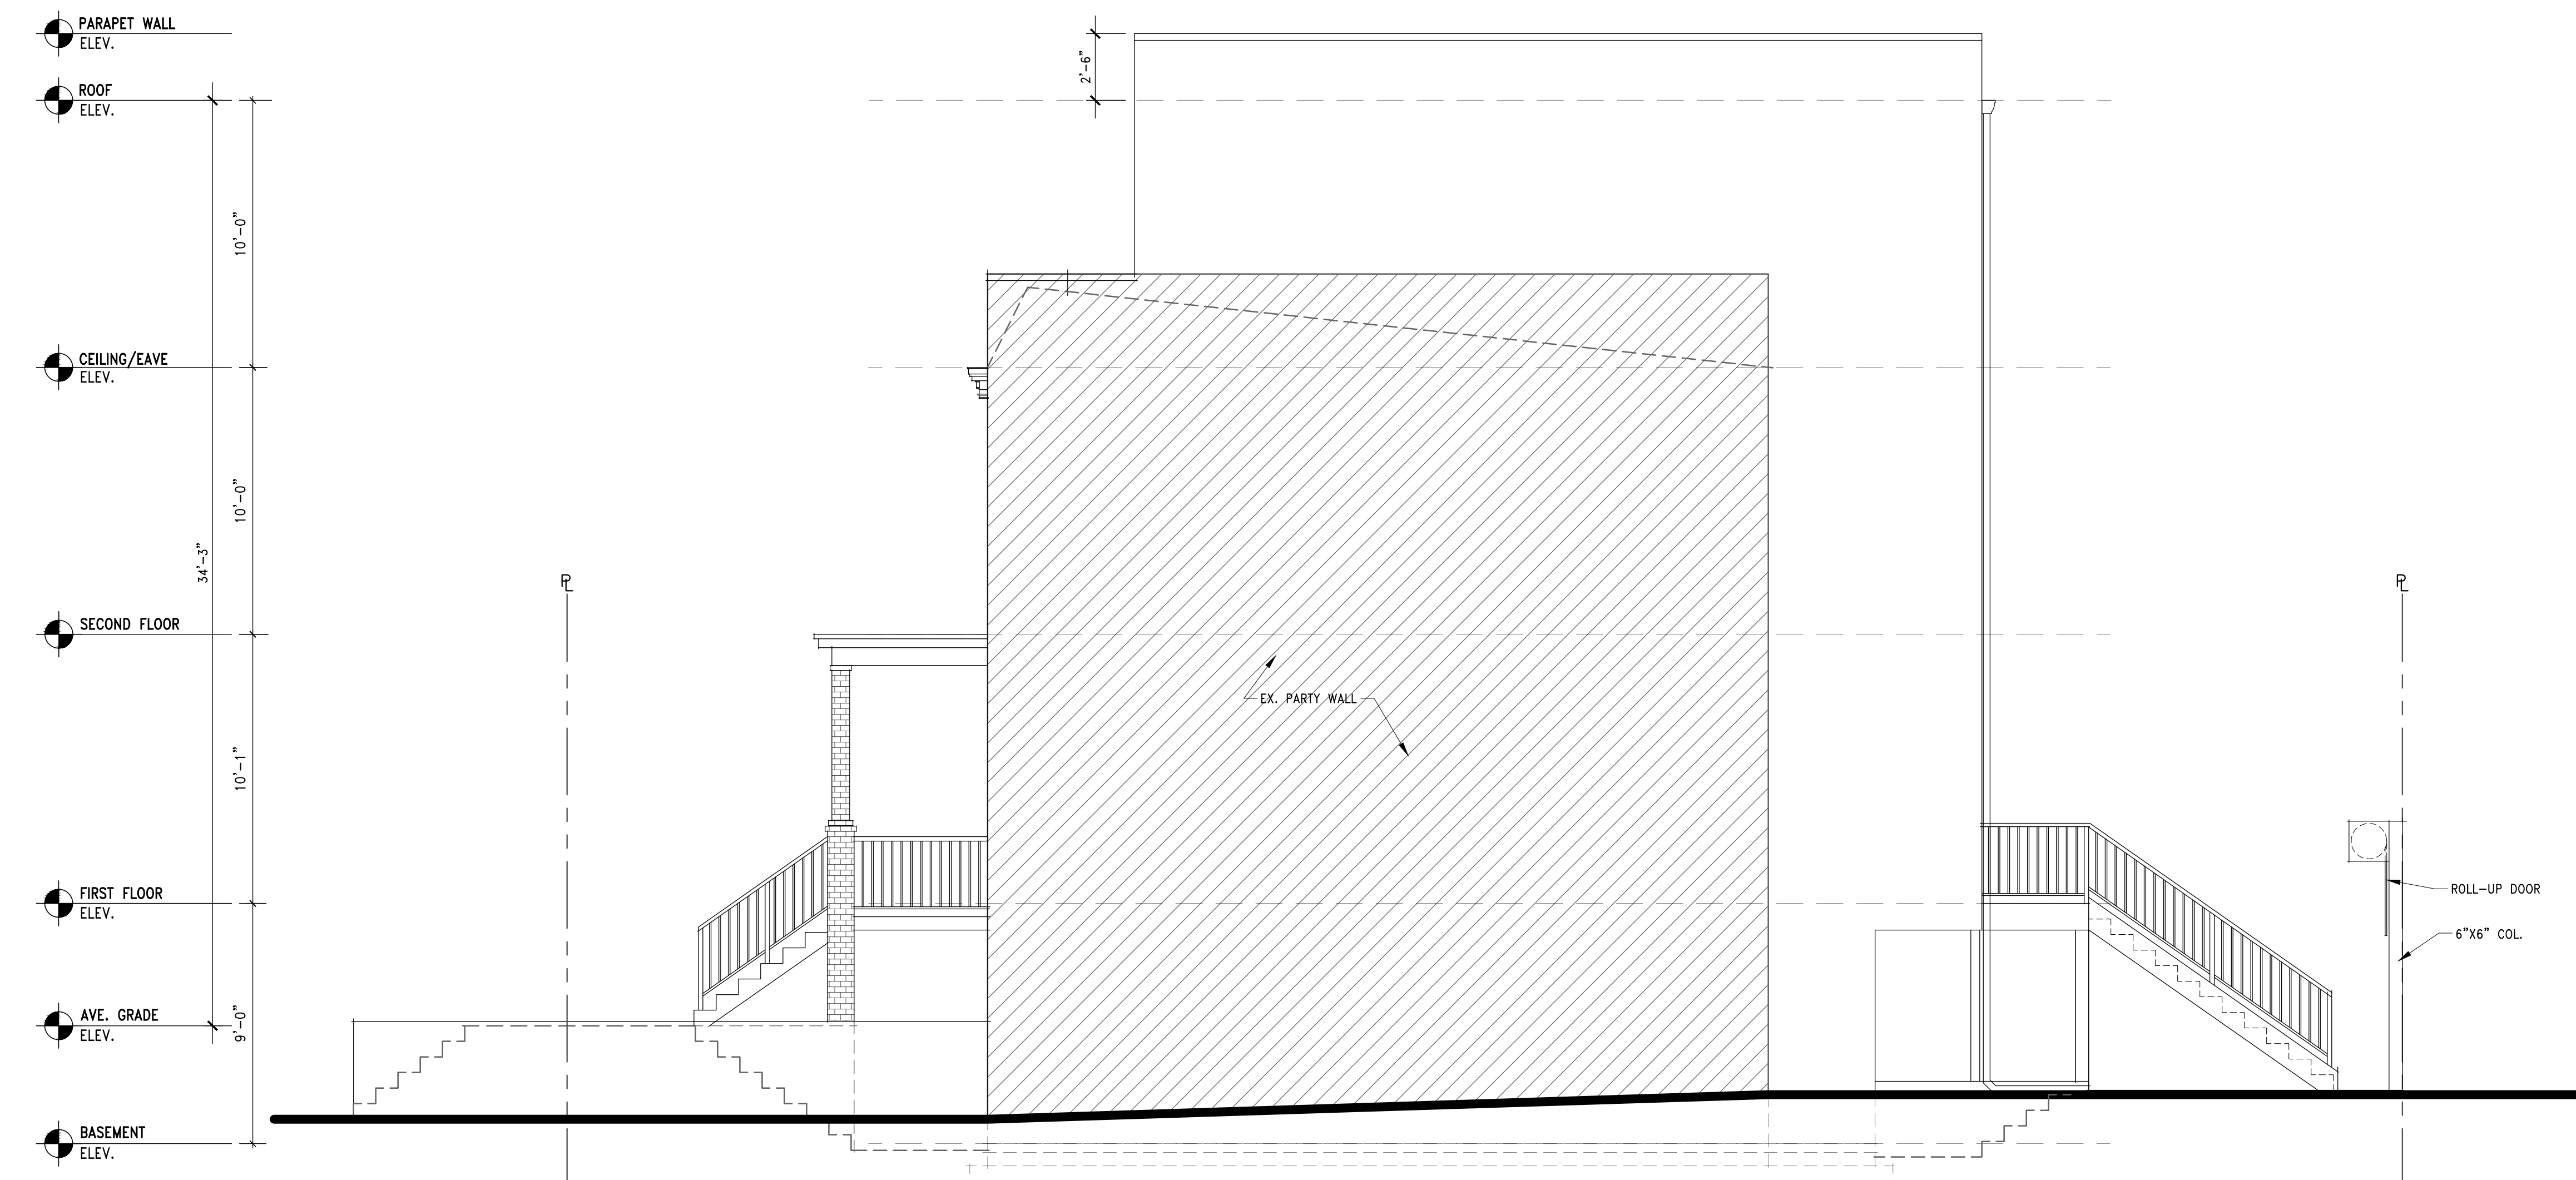 PARAPET WALL
ELEV.
2'-6"
ROOF
ELEV.
10'-0"
CEILING/EAVE
ELEV.
10'-0"
34'-3"
PL
PL
SECOND FLOOR
EX. PARTY WALL
10'-1"
FIRST FLOOR
ELEV.
ROLL-UP DOOR
6"X6" COL.
AVE. GRADE
ELEV.
9'-0"
BASEMENT
ELEV.